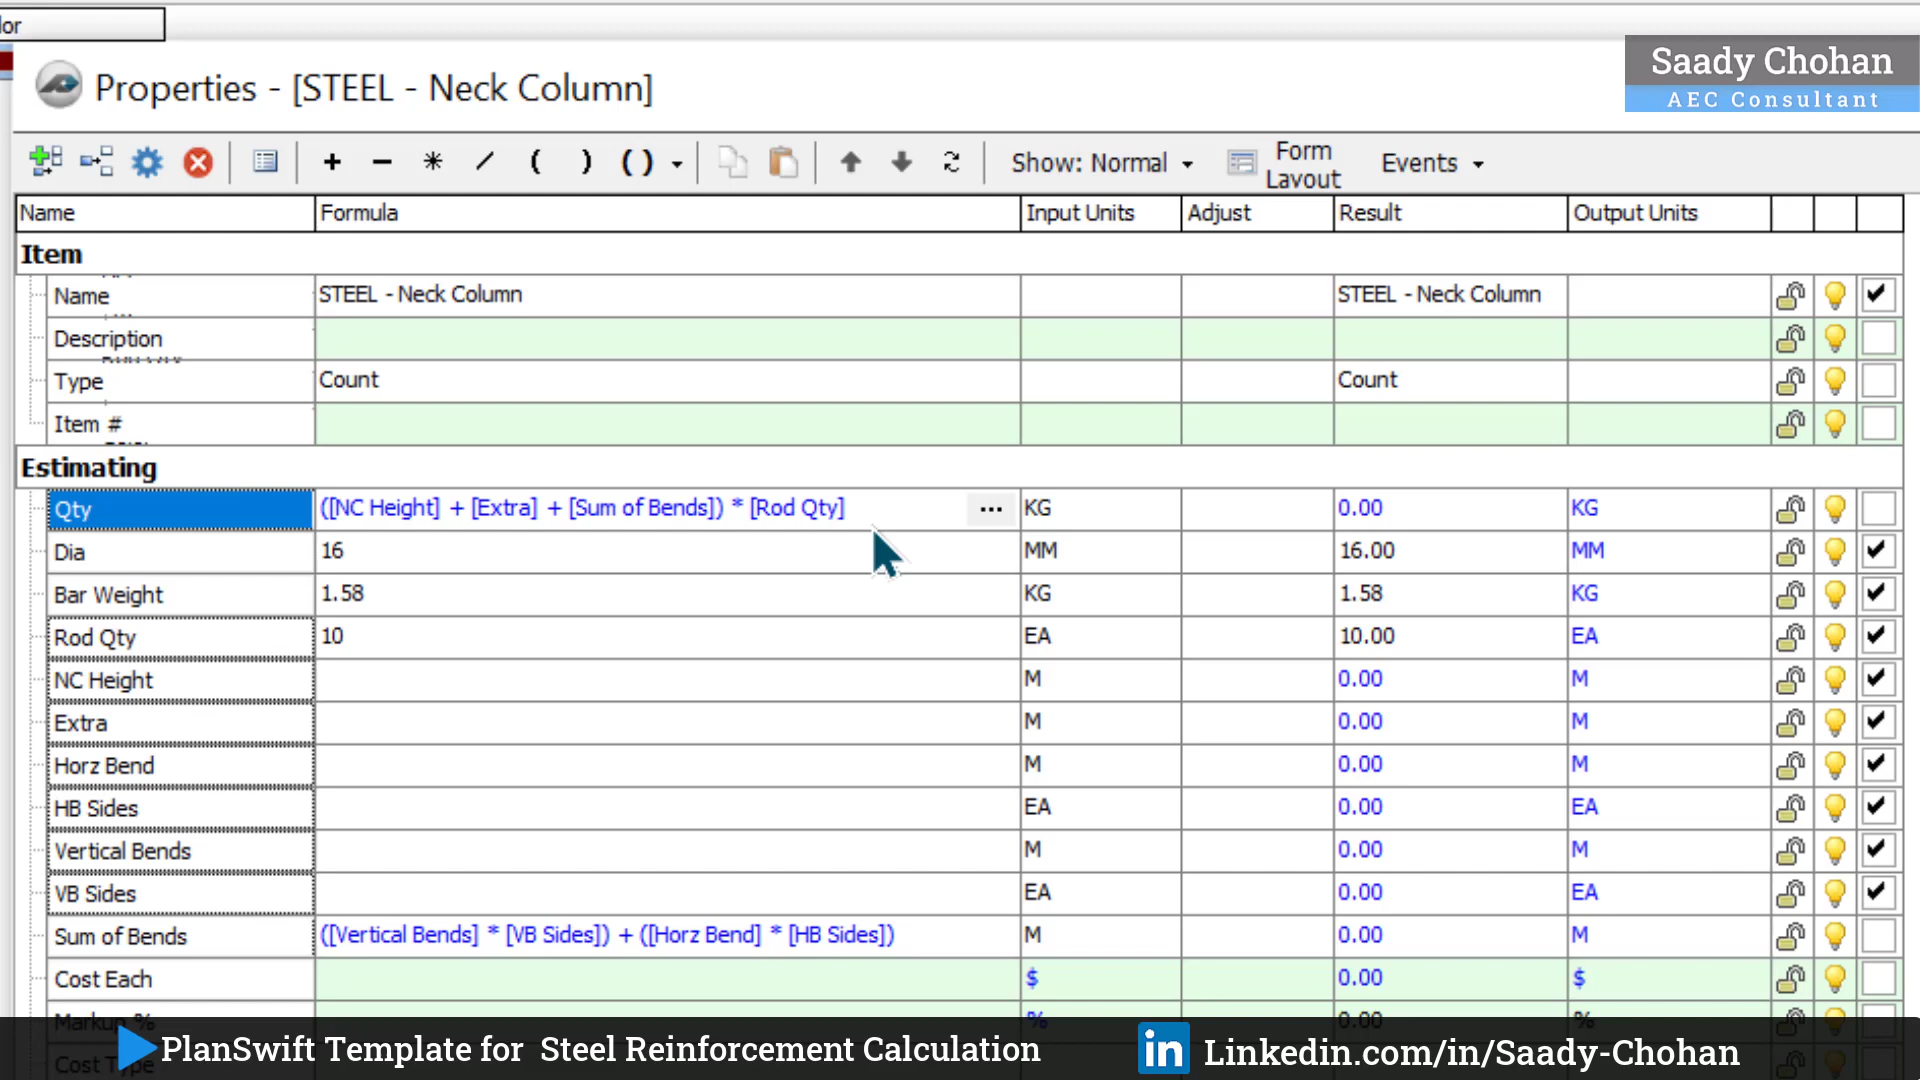 lor
Saady Chohan
AEC Consultant
Properties - [STEEL - Neck Column]
+ − * / ( ) ( ) Show: Normal Form Layout Events
Name Formula Input Units Adjust Result Output Units
Item
Name STEEL - Neck Column STEEL - Neck Column
Description
Type Count Count
Item #
Estimating
Qty ([NC Height] + [Extra] + [Sum of Bends]) * [Rod Qty] ... KG 0.00 KG
Dia 16 MM 16.00 MM
Bar Weight 1.58 KG 1.58 KG
Rod Qty 10 EA 10.00 EA
NC Height M 0.00 M
Extra M 0.00 M
Horz Bend M 0.00 M
HB Sides EA 0.00 EA
Vertical Bends M 0.00 M
VB Sides EA 0.00 EA
Sum of Bends ([Vertical Bends] * [VB Sides]) + ([Horz Bend] * [HB Sides]) M 0.00 M
Cost Each $ 0.00 $
Markup % % 0.00 %
Cost Type
PlanSwift Template for Steel Reinforcement Calculation
in Linkedin.com/in/Saady-Chohan